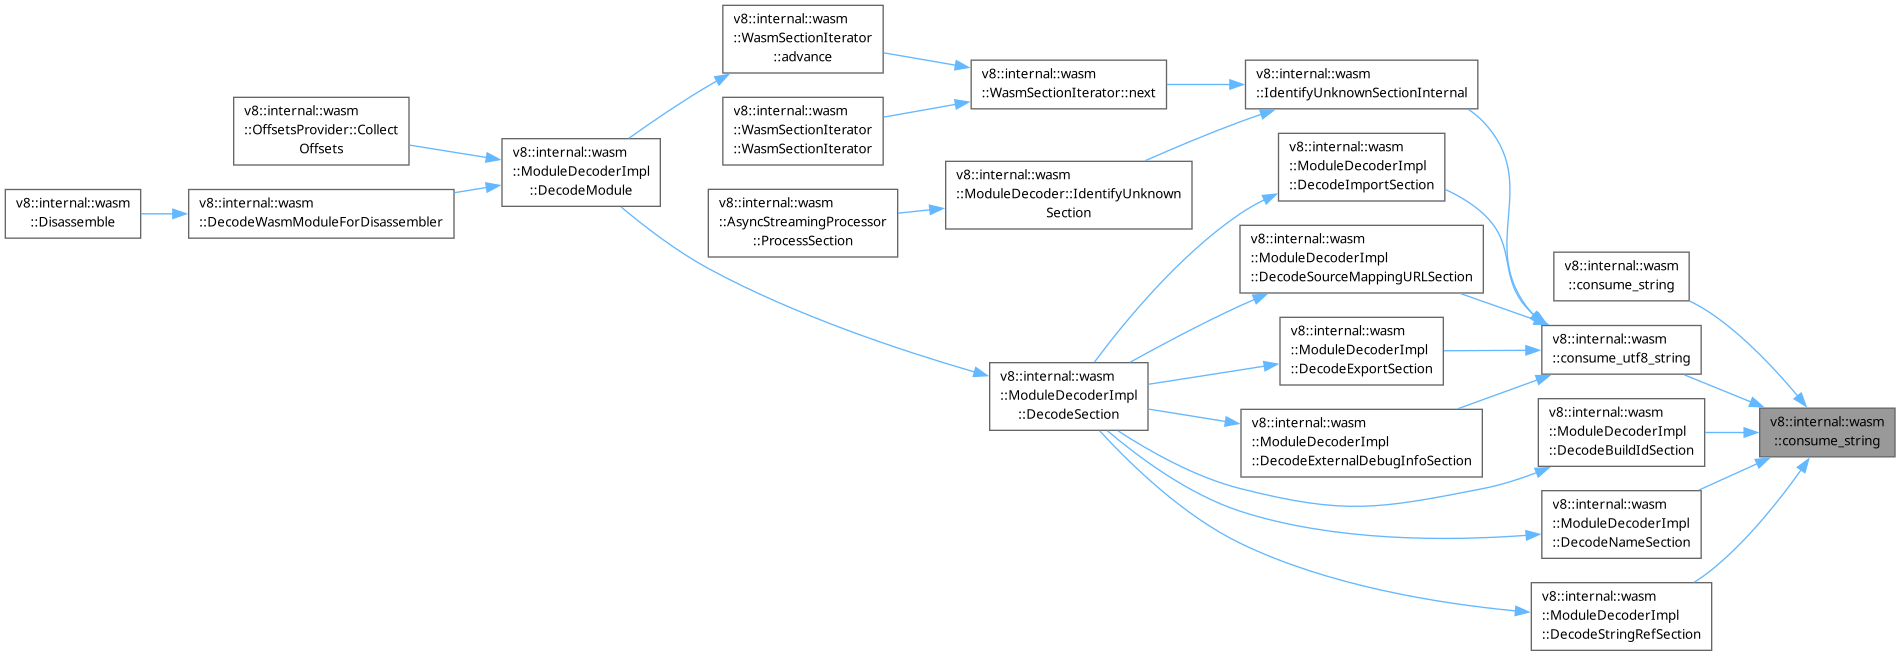 v8::internal::wasm
::Disassemble
v8::internal::wasm
::OffsetsProvider::Collect
Offsets
v8::internal::wasm
::DecodeWasmModuleForDisassembler
v8::internal::wasm
::ModuleDecoderImpl
::DecodeModule
v8::internal::wasm
::WasmSectionIterator
::advance
v8::internal::wasm
::WasmSectionIterator
::WasmSectionIterator
v8::internal::wasm
::AsyncStreamingProcessor
::ProcessSection
v8::internal::wasm
::WasmSectionIterator::next
v8::internal::wasm
::ModuleDecoder::IdentifyUnknown
Section
v8::internal::wasm
::ModuleDecoderImpl
::DecodeSection
v8::internal::wasm
::IdentifyUnknownSectionInternal
v8::internal::wasm
::ModuleDecoderImpl
::DecodeImportSection
v8::internal::wasm
::ModuleDecoderImpl
::DecodeSourceMappingURLSection
v8::internal::wasm
::ModuleDecoderImpl
::DecodeExportSection
v8::internal::wasm
::ModuleDecoderImpl
::DecodeExternalDebugInfoSection
v8::internal::wasm
::consume_string
v8::internal::wasm
::consume_utf8_string
v8::internal::wasm
::ModuleDecoderImpl
::DecodeBuildIdSection
v8::internal::wasm
::ModuleDecoderImpl
::DecodeNameSection
v8::internal::wasm
::ModuleDecoderImpl
::DecodeStringRefSection
v8::internal::wasm
::consume_string